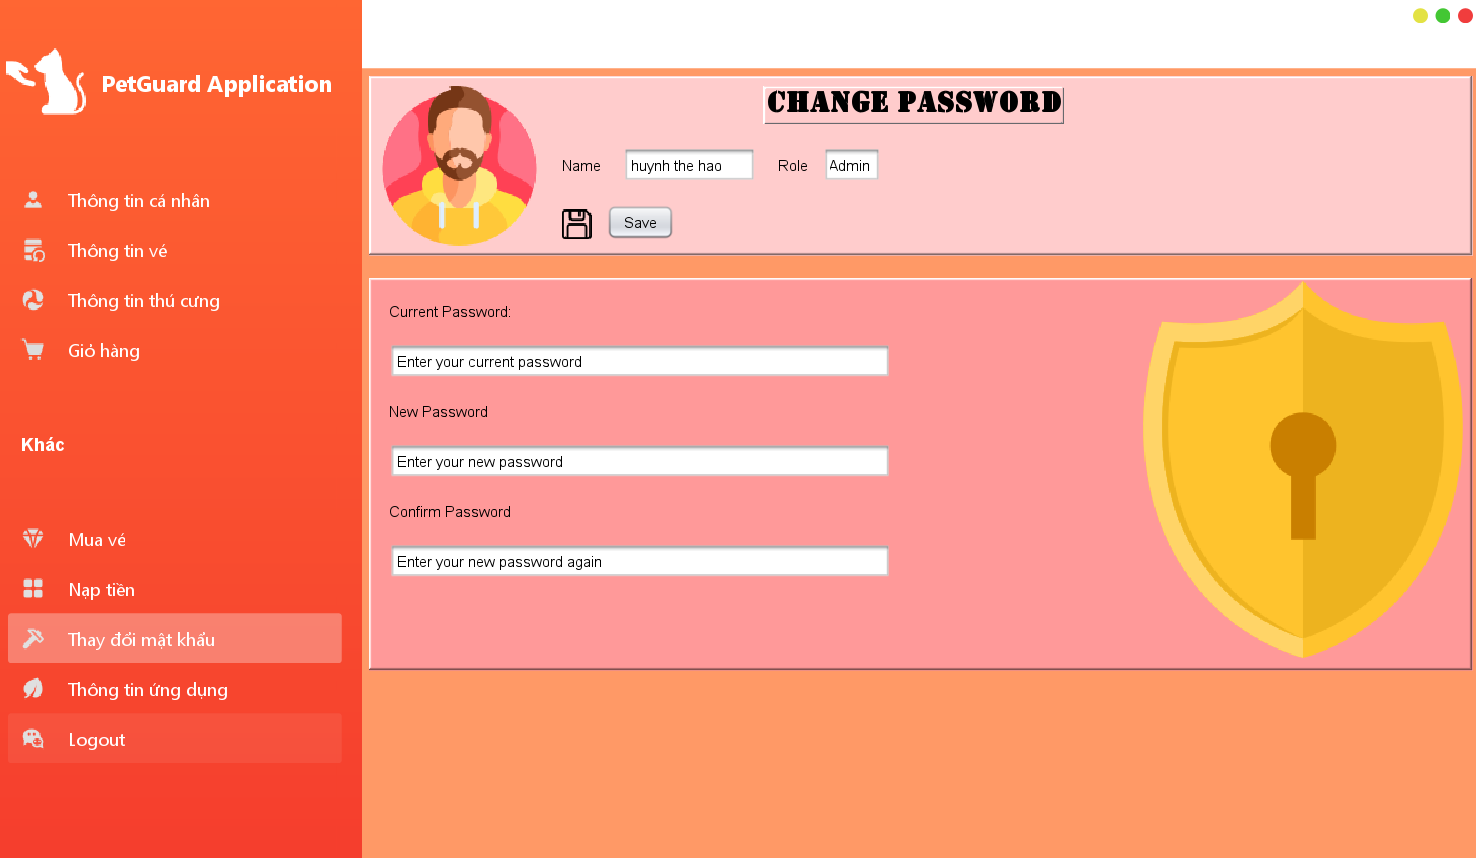 PetGuard Application
Thông tin cá nhân
Thông tin vé
Thông tin thú cưng
Giỏ hàng
Khác
Mua vé
Nạp tiền
Thay đổi mật khẩu
Thông tin ứng dụng
Logout
CHANGE PASSWORD
Name huynh the hao Role Admin
Save
Current Password:
Enter your current password
New Password
Enter your new password
Confirm Password
Enter your new password again